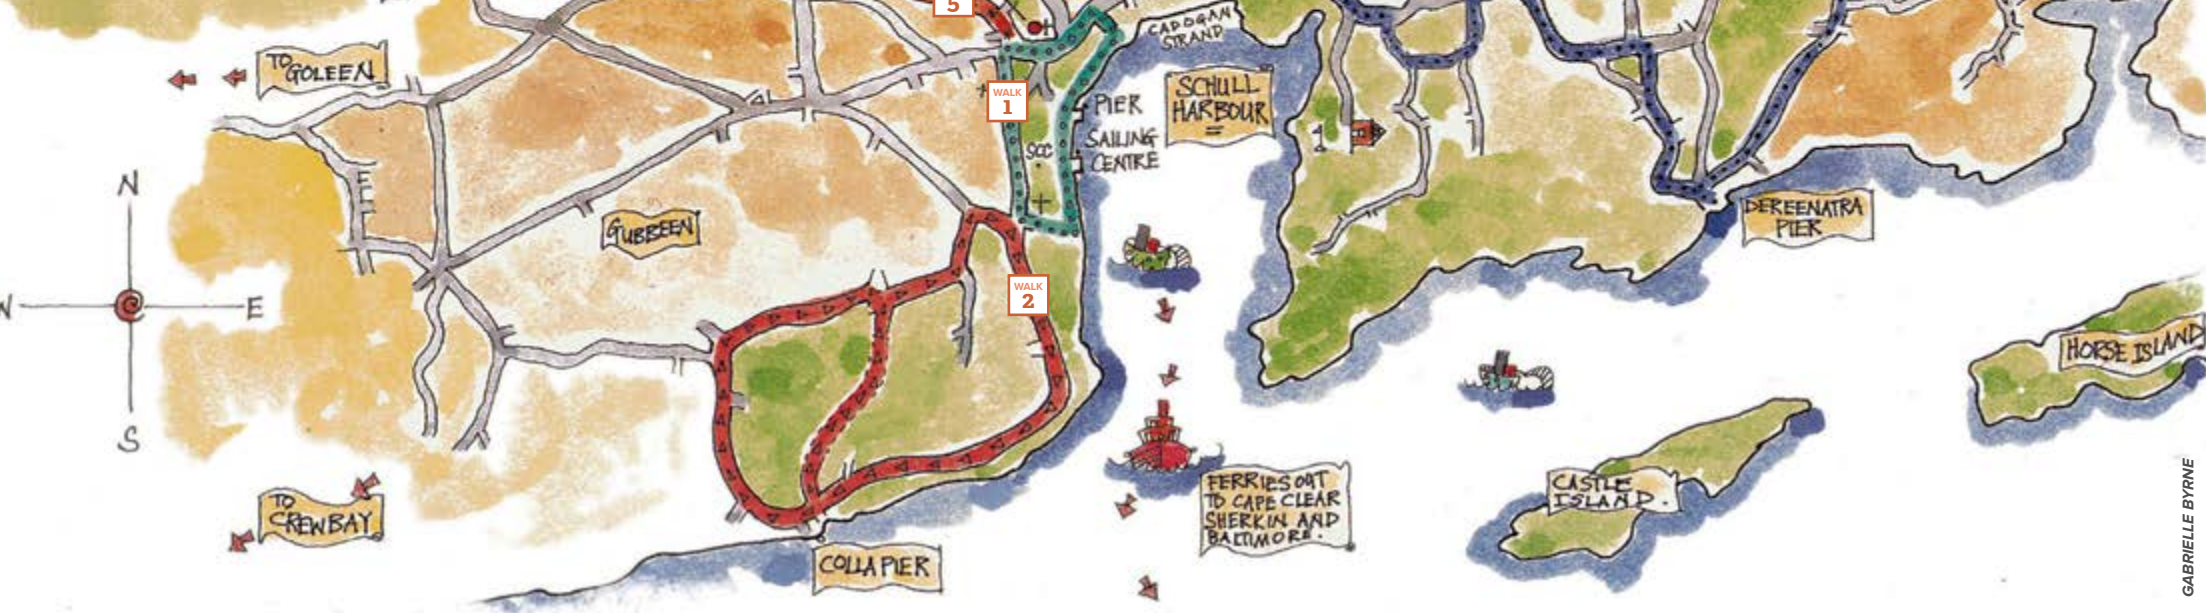 5
CADOGAN
STRAND
TO
GOLEEN
WALK
1
SCHULL
HARBOUR
PIER
SAILING
CENTRE
SCC
N
E
S
GUBBEEN
DEREENATRA
PIER
WALK
2
HORSE ISLAND
TO
CREWBAY
FERRIES OUT
TO CAPE CLEAR
SHERKIN AND
BALTIMORE.
CASTLE
ISLAND.
COLLA PIER
GABRIELLE BYRNE